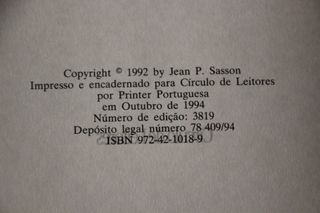 Copyright © 1992 by Jean P. Sasson
Impresso e encadernado para Círculo de Leitores
por Printer Portuguesa
em Outubro de 1994
Número de edição: 3819
Depósito legal número 78 409/94
ISBN 972-42-1018-9